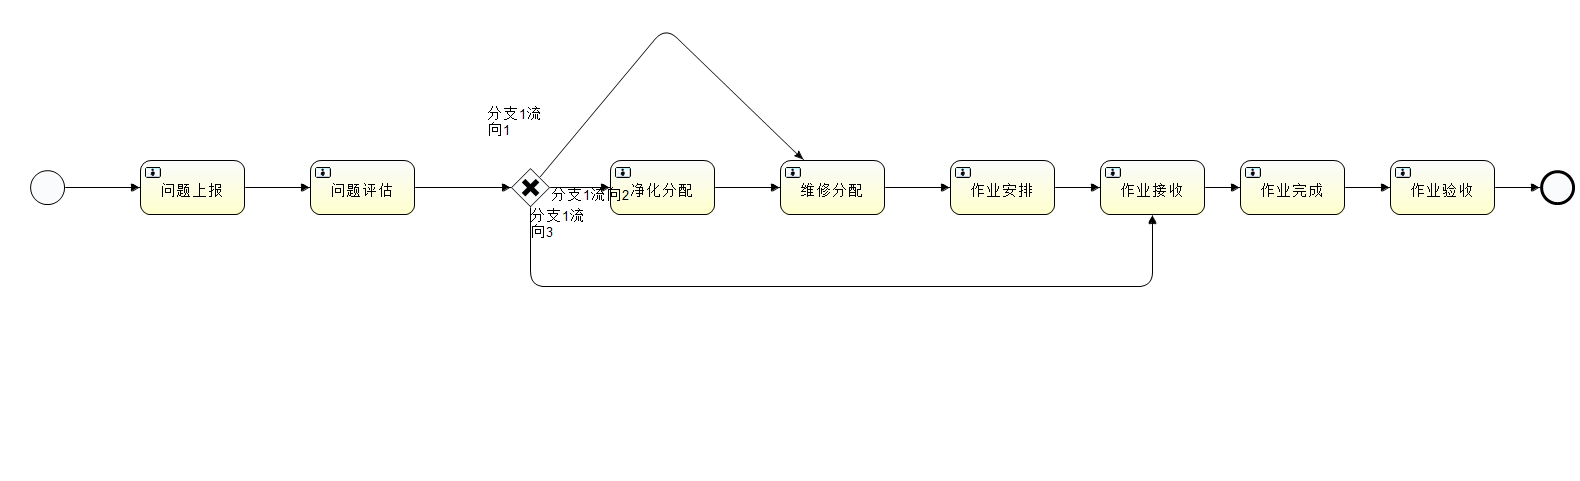 分支1流
向1
问题上报
问题评估
分支1流向2
净化分配
维修分配
作业安排
作业接收
作业完成
作业验收
分支1流
向3